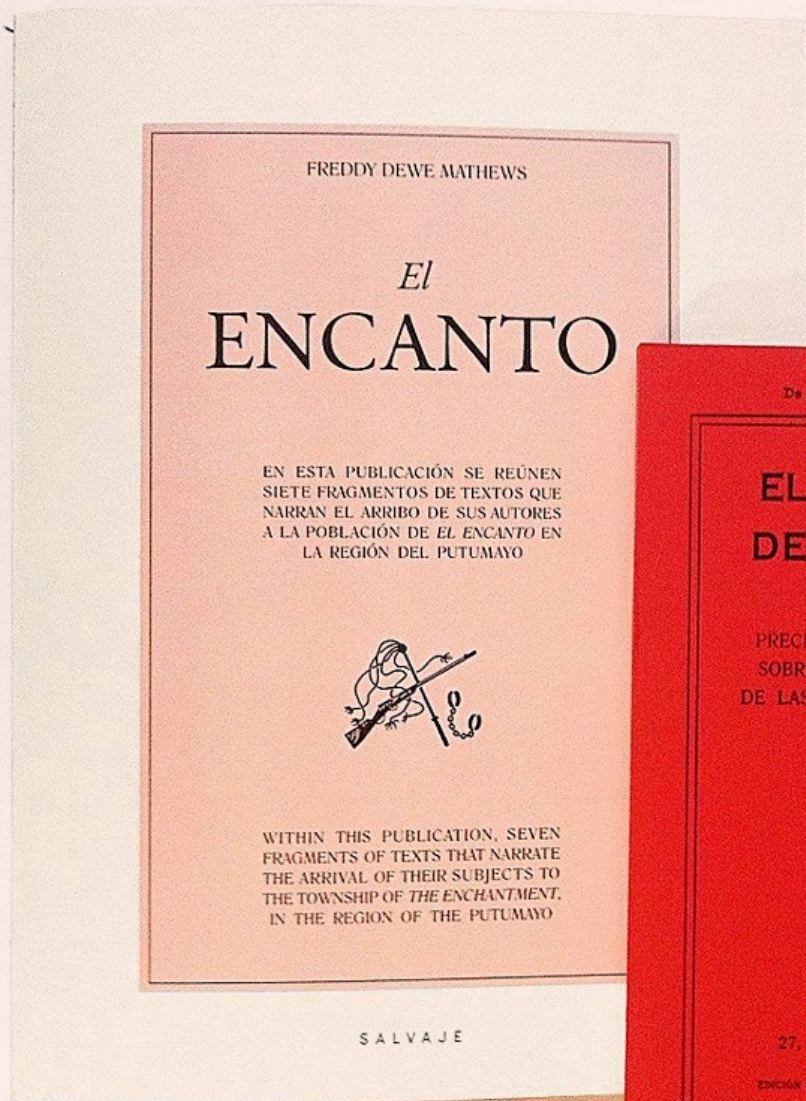 FREDDY DEWE MATHEWS
El
ENCANTO
EN ESTA PUBLICACIÓN SE REÚNEN
SIETE FRAGMENTOS DE TEXTOS QUE
NARRAN EL ARRIBO DE SUS AUTORES
A LA POBLACIÓN DE EL ENCANTO EN
LA REGIÓN DEL PUTUMAYO
WITHIN THIS PUBLICATION, SEVEN
FRAGMENTS OF TEXTS THAT NARRATE
THE ARRIVAL OF THEIR SUBJECTS TO
THE TOWNSHIP OF THE ENCHANTMENT,
IN THE REGION OF THE PUTUMAYO
SALVAJE
De
EL
DE
PRECI
SOBR
DE LAS
27,
EDICIÓN